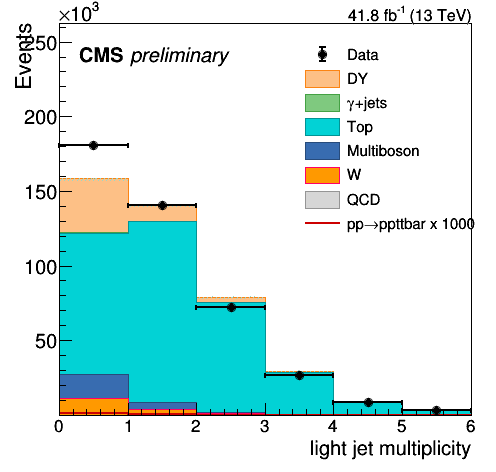 ×10³
41.8 fb⁻¹ (13 TeV)
Events
CMS preliminary
Data
DY
γ+jets
Top
Multiboson
W
QCD
pp→ppttbar x 1000
250
200
150
100
50
0 1 2 3 4 5 6
light jet multiplicity